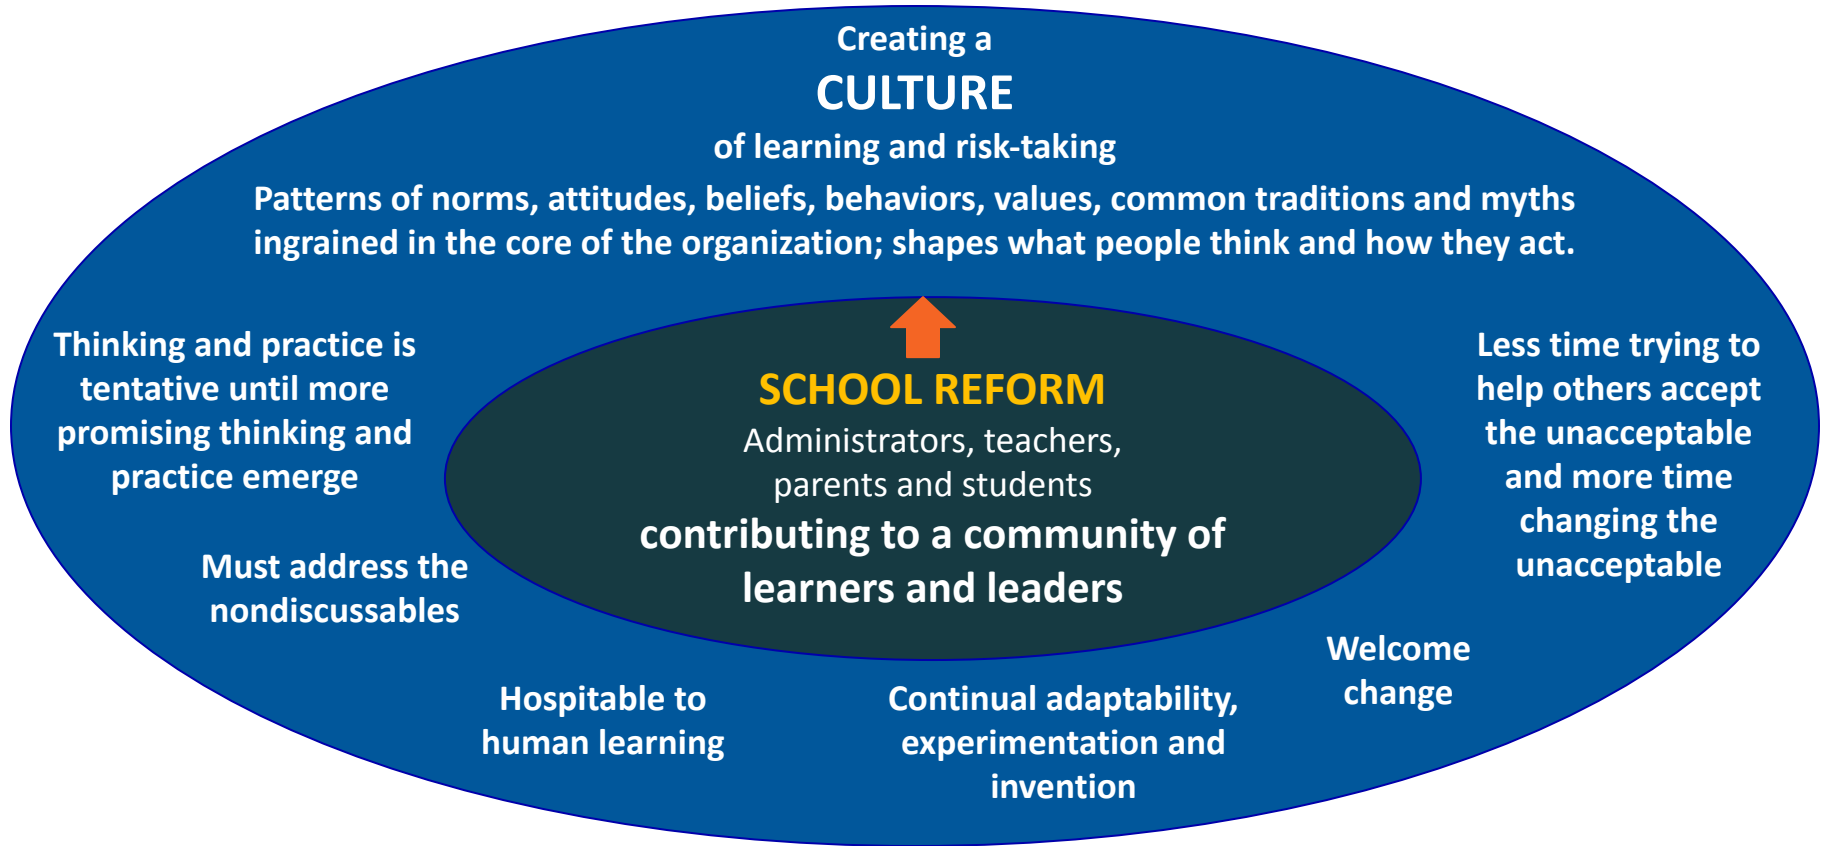 Creating a
CULTURE
of learning and risk-taking
Patterns of norms, attitudes, beliefs, behaviors, values, common traditions and myths
ingrained in the core of the organization; shapes what people think and how they act.
Thinking and practice is
tentative until more
promising thinking and
practice emerge
Must address the
nondiscussables
Hospitable to
human learning
Continual adaptability,
experimentation and
invention
Welcome
change
Less time trying to
help others accept
the unacceptable
and more time
changing the
unacceptable
SCHOOL REFORM
Administrators, teachers,
parents and students
contributing to a community of
learners and leaders